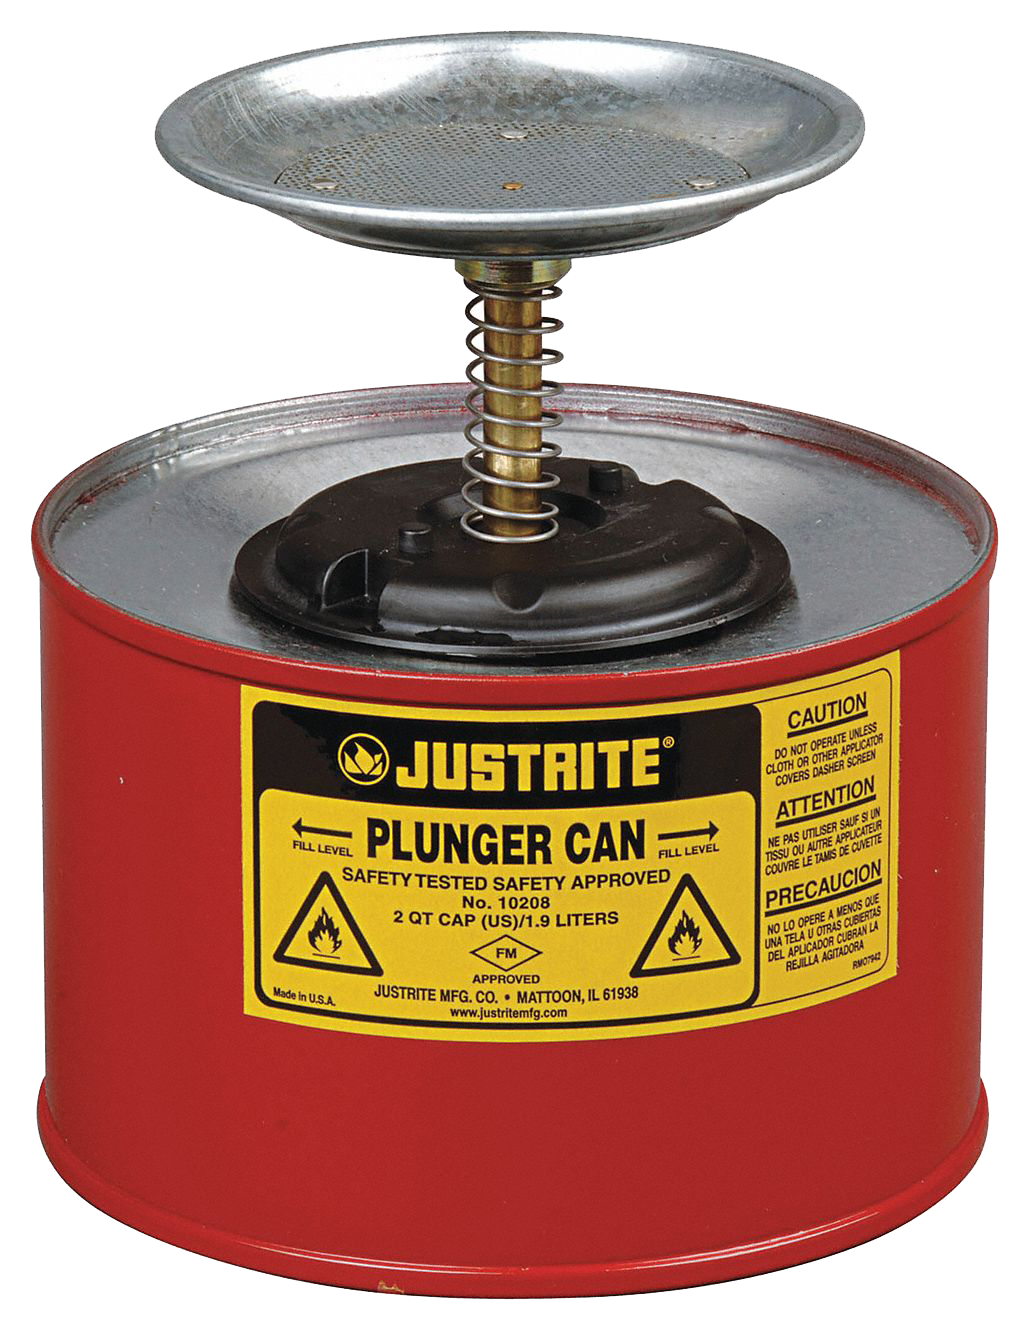 JUSTRITE®
PLUNGER CAN
FILL LEVEL
FILL LEVEL
SAFETY TESTED SAFETY APPROVED
No. 10208
2 QT CAP (US)/1.9 LITERS
FM
APPROVED
JUSTRITE MFG. CO. • MATTOON, IL 61938
www.justritemfg.com
Made in U.S.A.
CAUTION
DO NOT OPERATE UNLESS
CLOTH OR OTHER APPLICATOR
COVERS DASHER SCREEN
ATTENTION
NE PAS UTILISER SAUF SI UN
TISSU OU AUTRE APPLICATEUR
COUVRE LE TAMIS DE CUVETTE
PRECAUCION
NO LO OPERE A MENOS QUE
UNA TELA U OTRAS CUBIERTAS
DEL APLICADOR CUBRAN LA
REJILLA AGITADORA
RMO7942